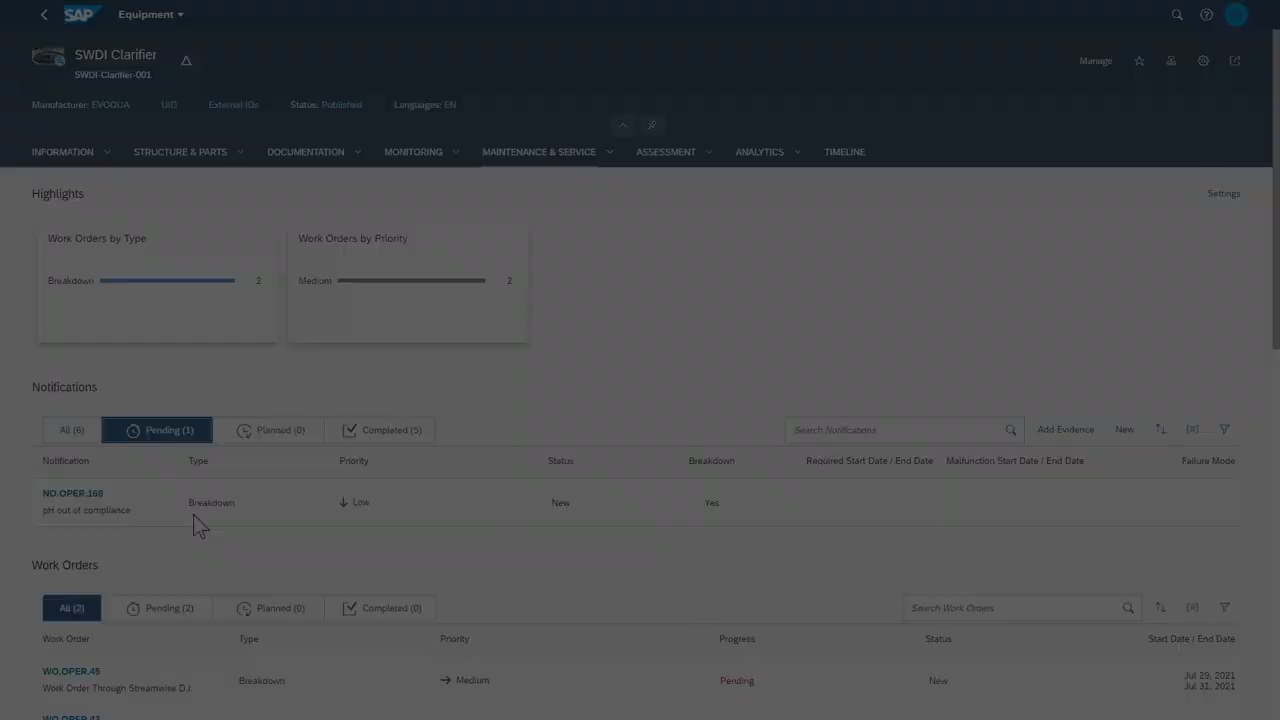 SAP Equipment
SWDI Clarifier
SWDI-Clarifier-001
Manage
Manufacturer: EVOQUA UID External IDs Status: Published Languages: EN
INFORMATION STRUCTURE & PARTS DOCUMENTATION MONITORING MAINTENANCE & SERVICE ASSESSMENT ANALYTICS TIMELINE
Highlights Settings
Work Orders by Type Work Orders by Priority
Breakdown 2 Medium 2
Notifications
All (6) Pending (1) Planned (0) Completed (5) Search Notifications Add Evidence New
Notification Type Priority Status Breakdown Required Start Date / End Date Malfunction Start Date / End Date Failure Mode
NO.OPER.168
pH out of compliance Breakdown Low New Yes
Work Orders
All (2) Pending (2) Planned (0) Completed (0) Search Work Orders
Work Order Type Priority Progress Status Start Date / End Date
WO.OPER.45
Work Order Through Streamwise D.I. Breakdown Medium Pending New Jul 29, 2021
Jul 31, 2021